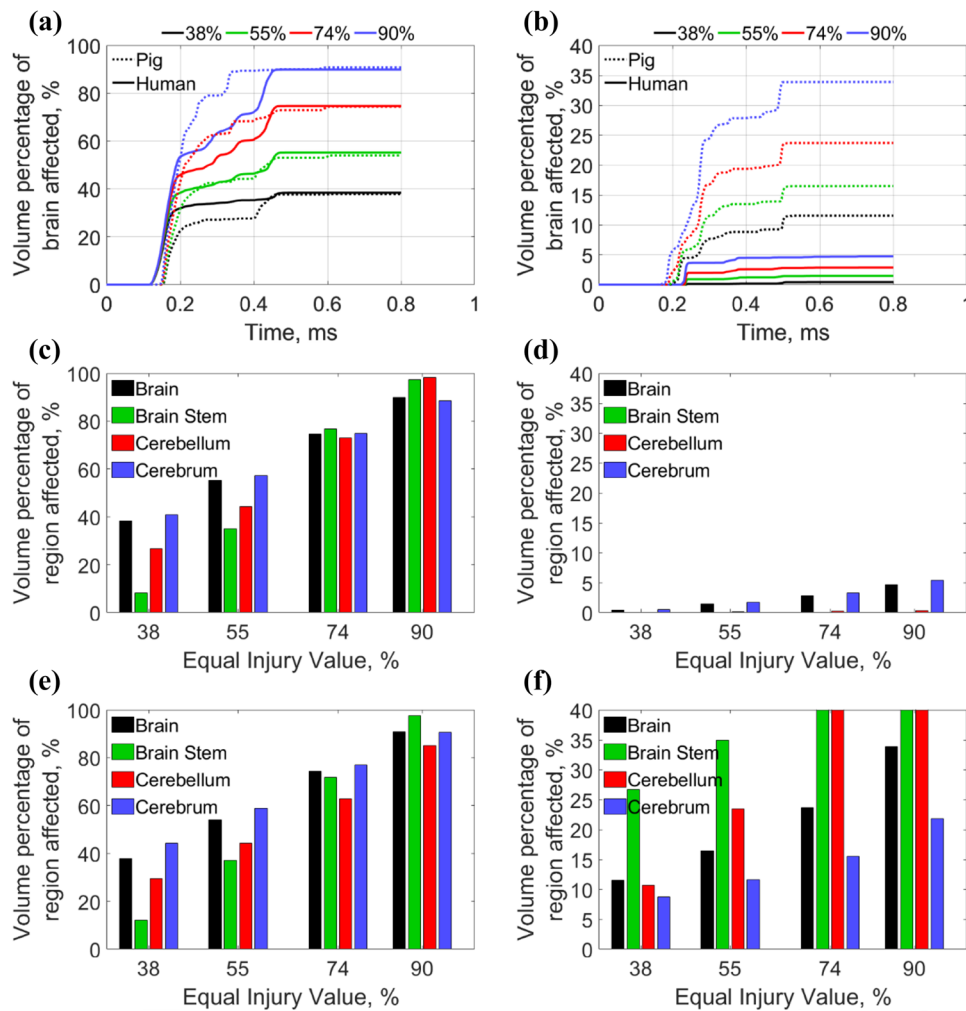 (a)
38% 55% 74% 90%
Pig
Human
100
80
60
40
20
0
0 0.2 0.4 0.6 0.8 1
Volume percentage of
brain affected, %
Time, ms
(b)
38% 55% 74% 90%
Pig
Human
40
35
30
25
20
15
10
5
0
0 0.2 0.4 0.6 0.8 1
Volume percentage of
brain affected, %
Time, ms
(c)
Brain
Brain Stem
Cerebellum
Cerebrum
100
80
60
40
20
0
38 55 74 90
Volume percentage of
region affected, %
Equal Injury Value, %
(d)
Brain
Brain Stem
Cerebellum
Cerebrum
40
35
30
25
20
15
10
5
0
38 55 74 90
Volume percentage of
region affected, %
Equal Injury Value, %
(e)
Brain
Brain Stem
Cerebellum
Cerebrum
100
80
60
40
20
0
38 55 74 90
Volume percentage of
region affected, %
Equal Injury Value, %
(f)
Brain
Brain Stem
Cerebellum
Cerebrum
40
35
30
25
20
15
10
5
0
38 55 74 90
Volume percentage of
region affected, %
Equal Injury Value, %